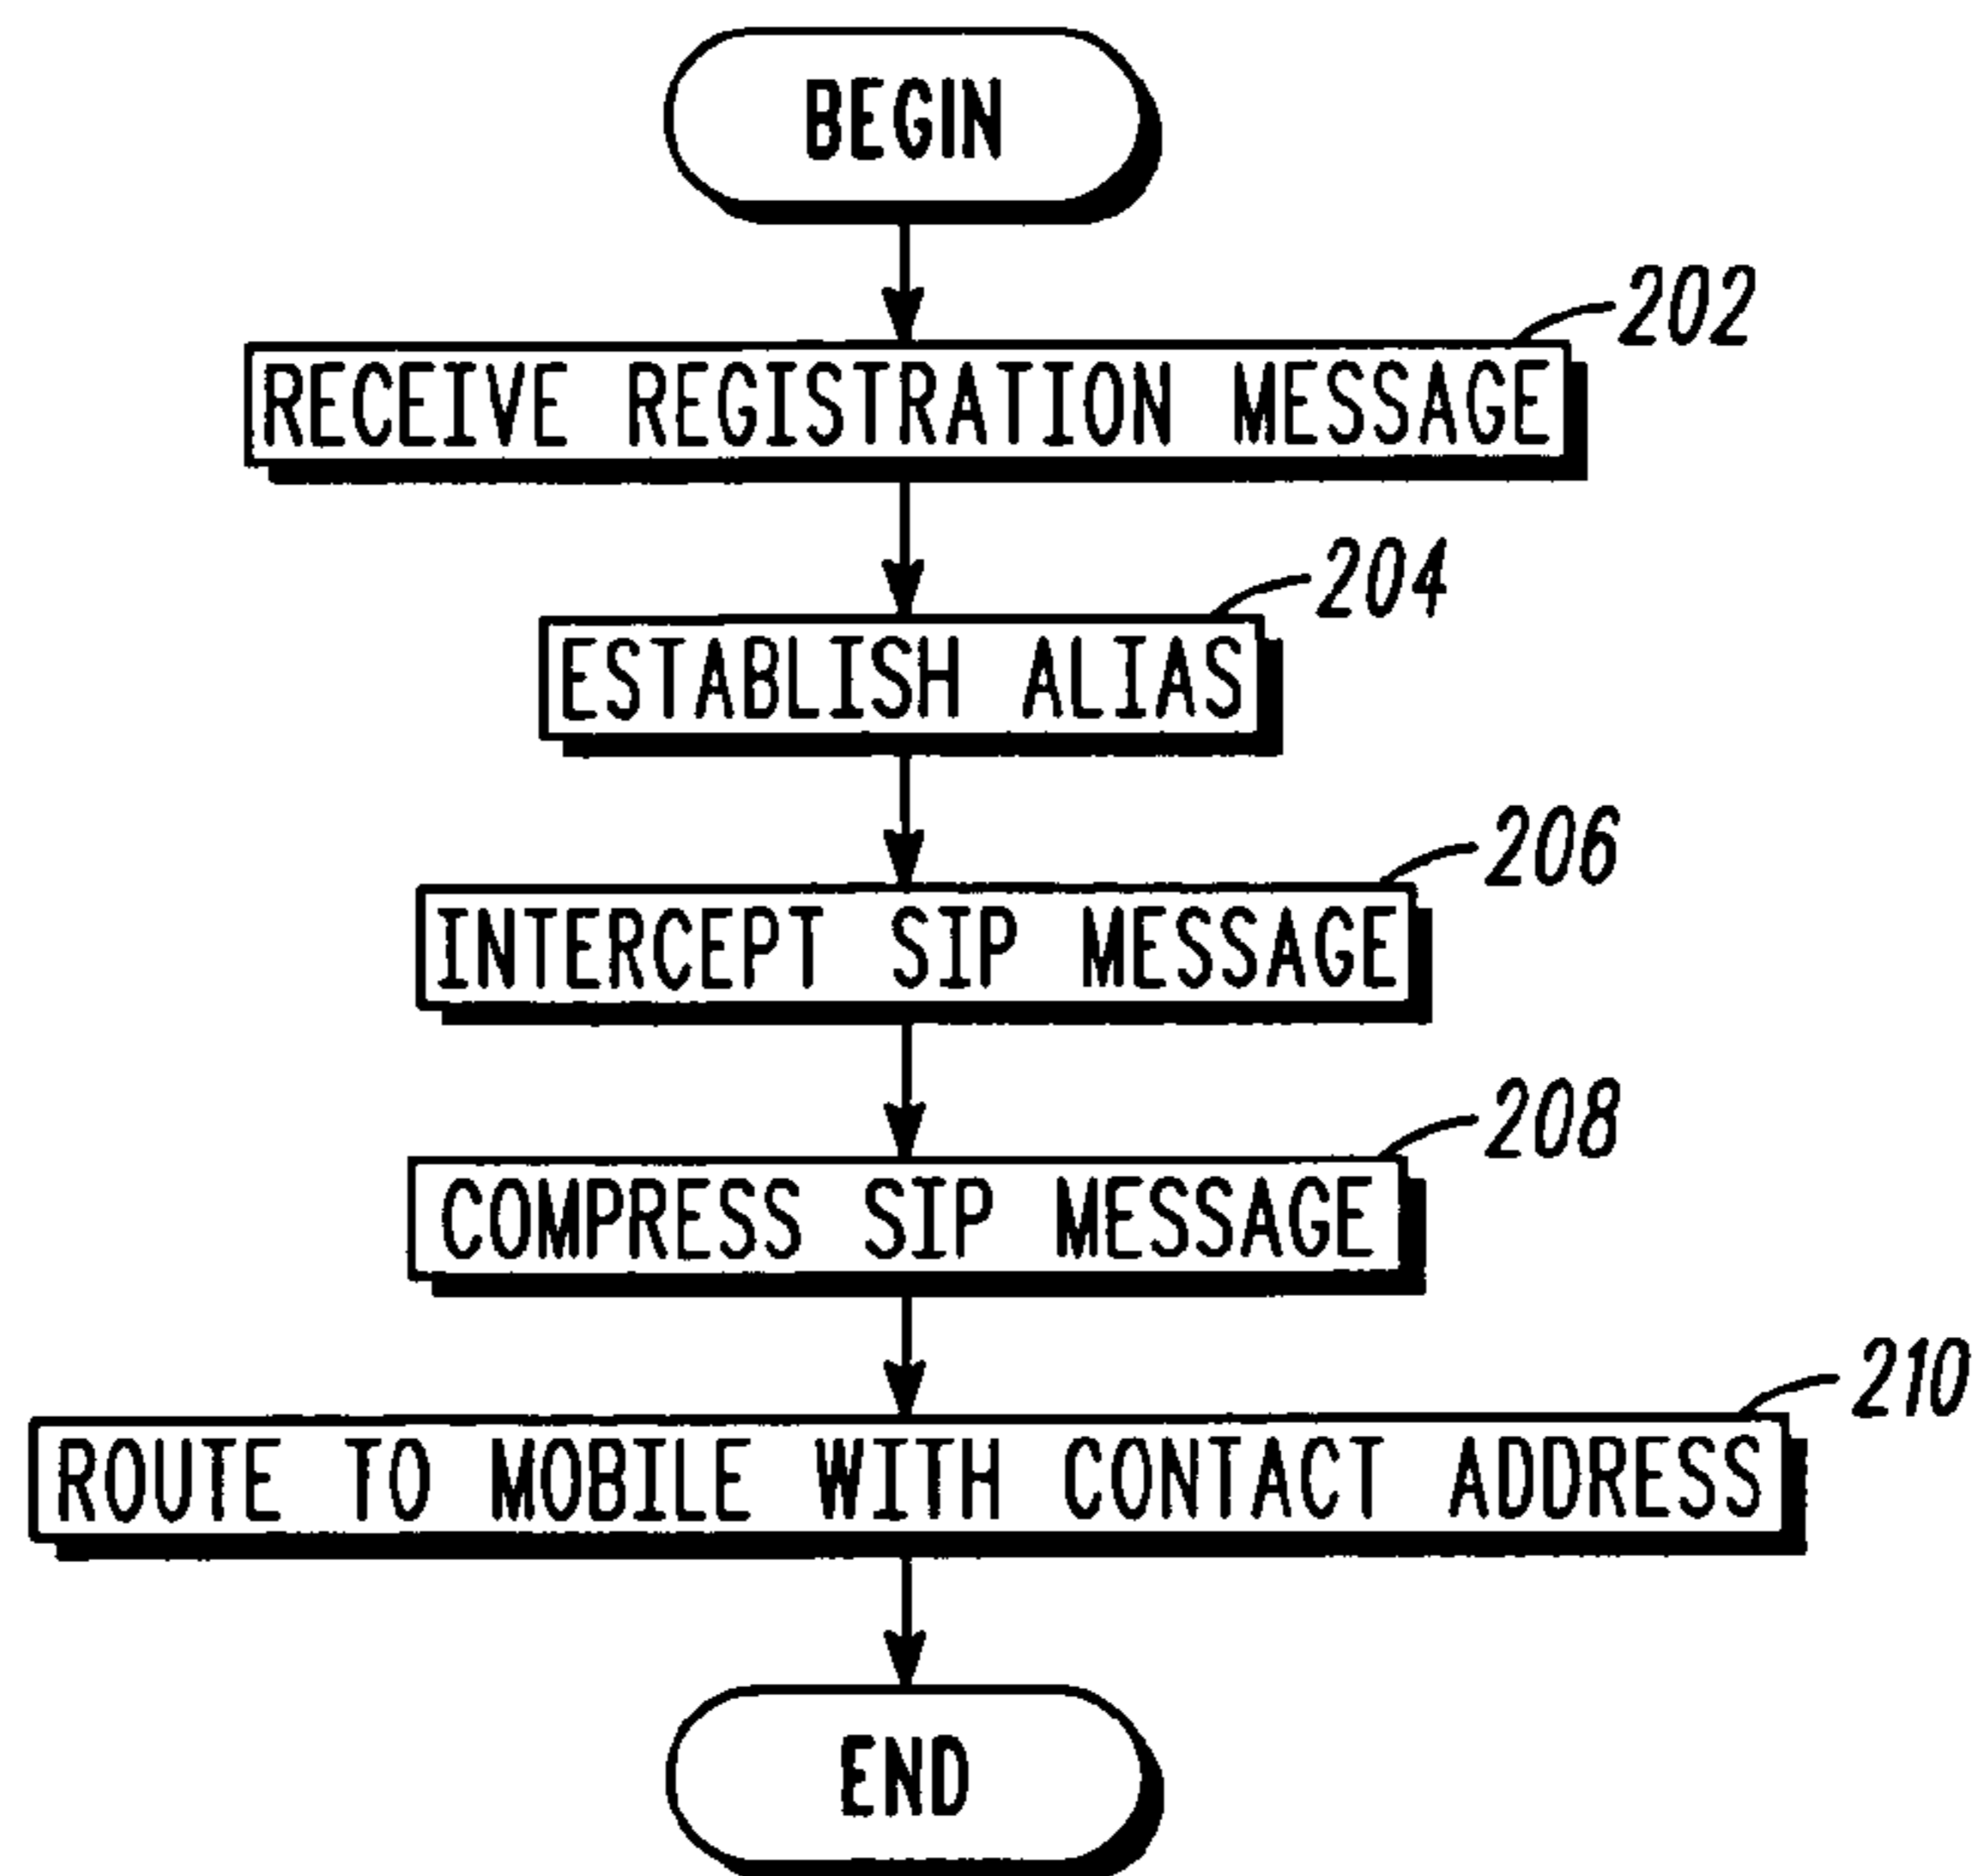 BEGIN
202
RECEIVE REGISTRATION MESSAGE
204
ESTABLISH ALIAS
206
INTERCEPT SIP MESSAGE
208
COMPRESS SIP MESSAGE
210
ROUTE TO MOBILE WITH CONTACT ADDRESS
END